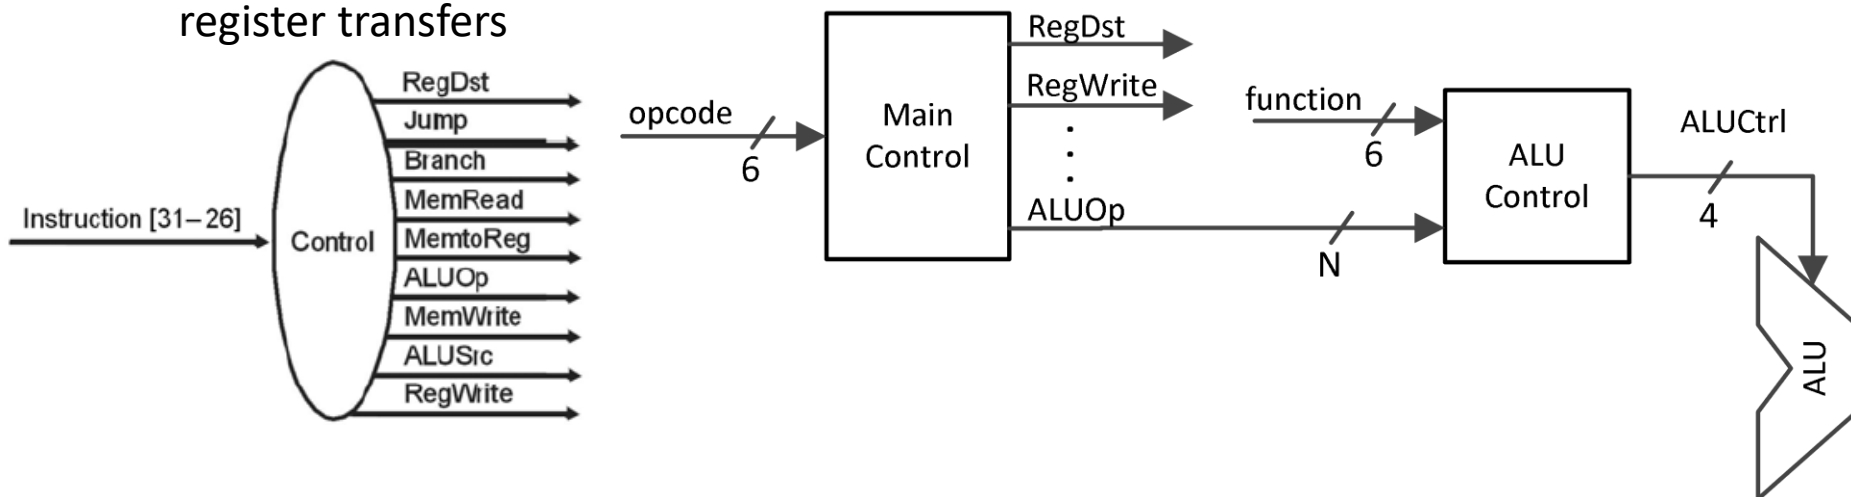 register transfers
Instruction [31–26]
Control
RegDst
Jump
Branch
MemRead
MemtoReg
ALUOp
MemWrite
ALUSrc
RegWrite
opcode
6
Main
Control
RegDst
RegWrite
ALUOp
N
function
6
ALU
Control
ALUCtrl
4
ALU